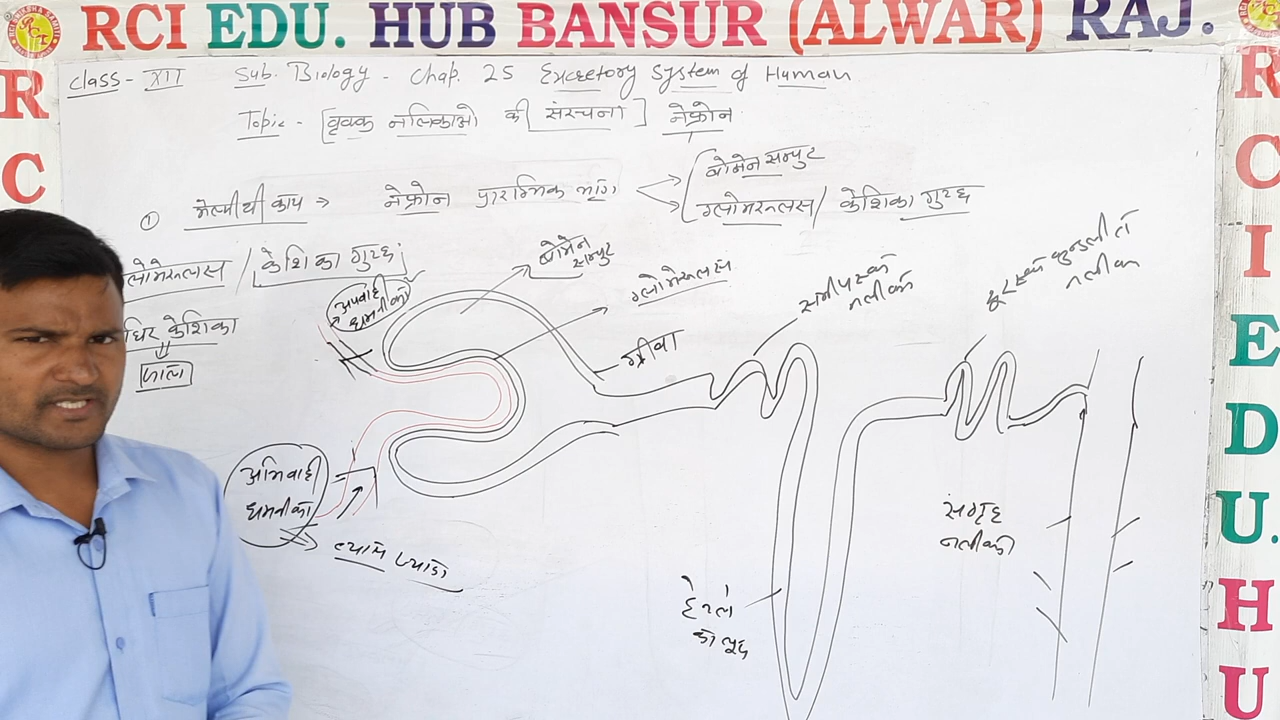 RCI EDU. HUB BANSUR (ALWAR) RAJ.
Class - XII Sub. Biology - Chap. 25 Excretory System of Human
Topic - [वृक्क नलिकाओ की संरचना] नेफ्रोन
① मेल्पीघी काय → नेफ्रोन प्रारम्भिक भाग
बोमेन सम्पुट
ग्लोमरूलस / केशिका गुच्छ
लोमेरूलस / केशिका गुच्छ
धिर केशिका
जाल
अपवाही
धमनीका
बोमेन
सम्पुट
ग्लोमेरूलस
ग्रीवा
समीपस्थ
नलीका
कुण्डलीत
नलीका
अभिवाही
धमनीका
व्यास ज्यादा
हेनले
का लूप
संग्रह
नलीका
R
C
R
C
I
E
D
U.
H
U